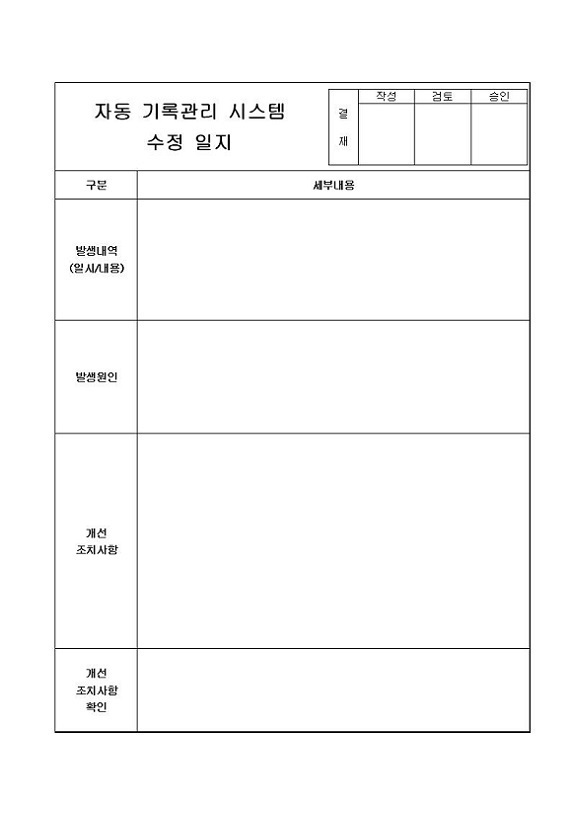 자동 기록관리 시스템
수정 일지
결
재
작성 검토 승인
구분 세부내용
발생내역
(일시/내용)
발생원인
개선
조치사항
개선
조치사항
확인